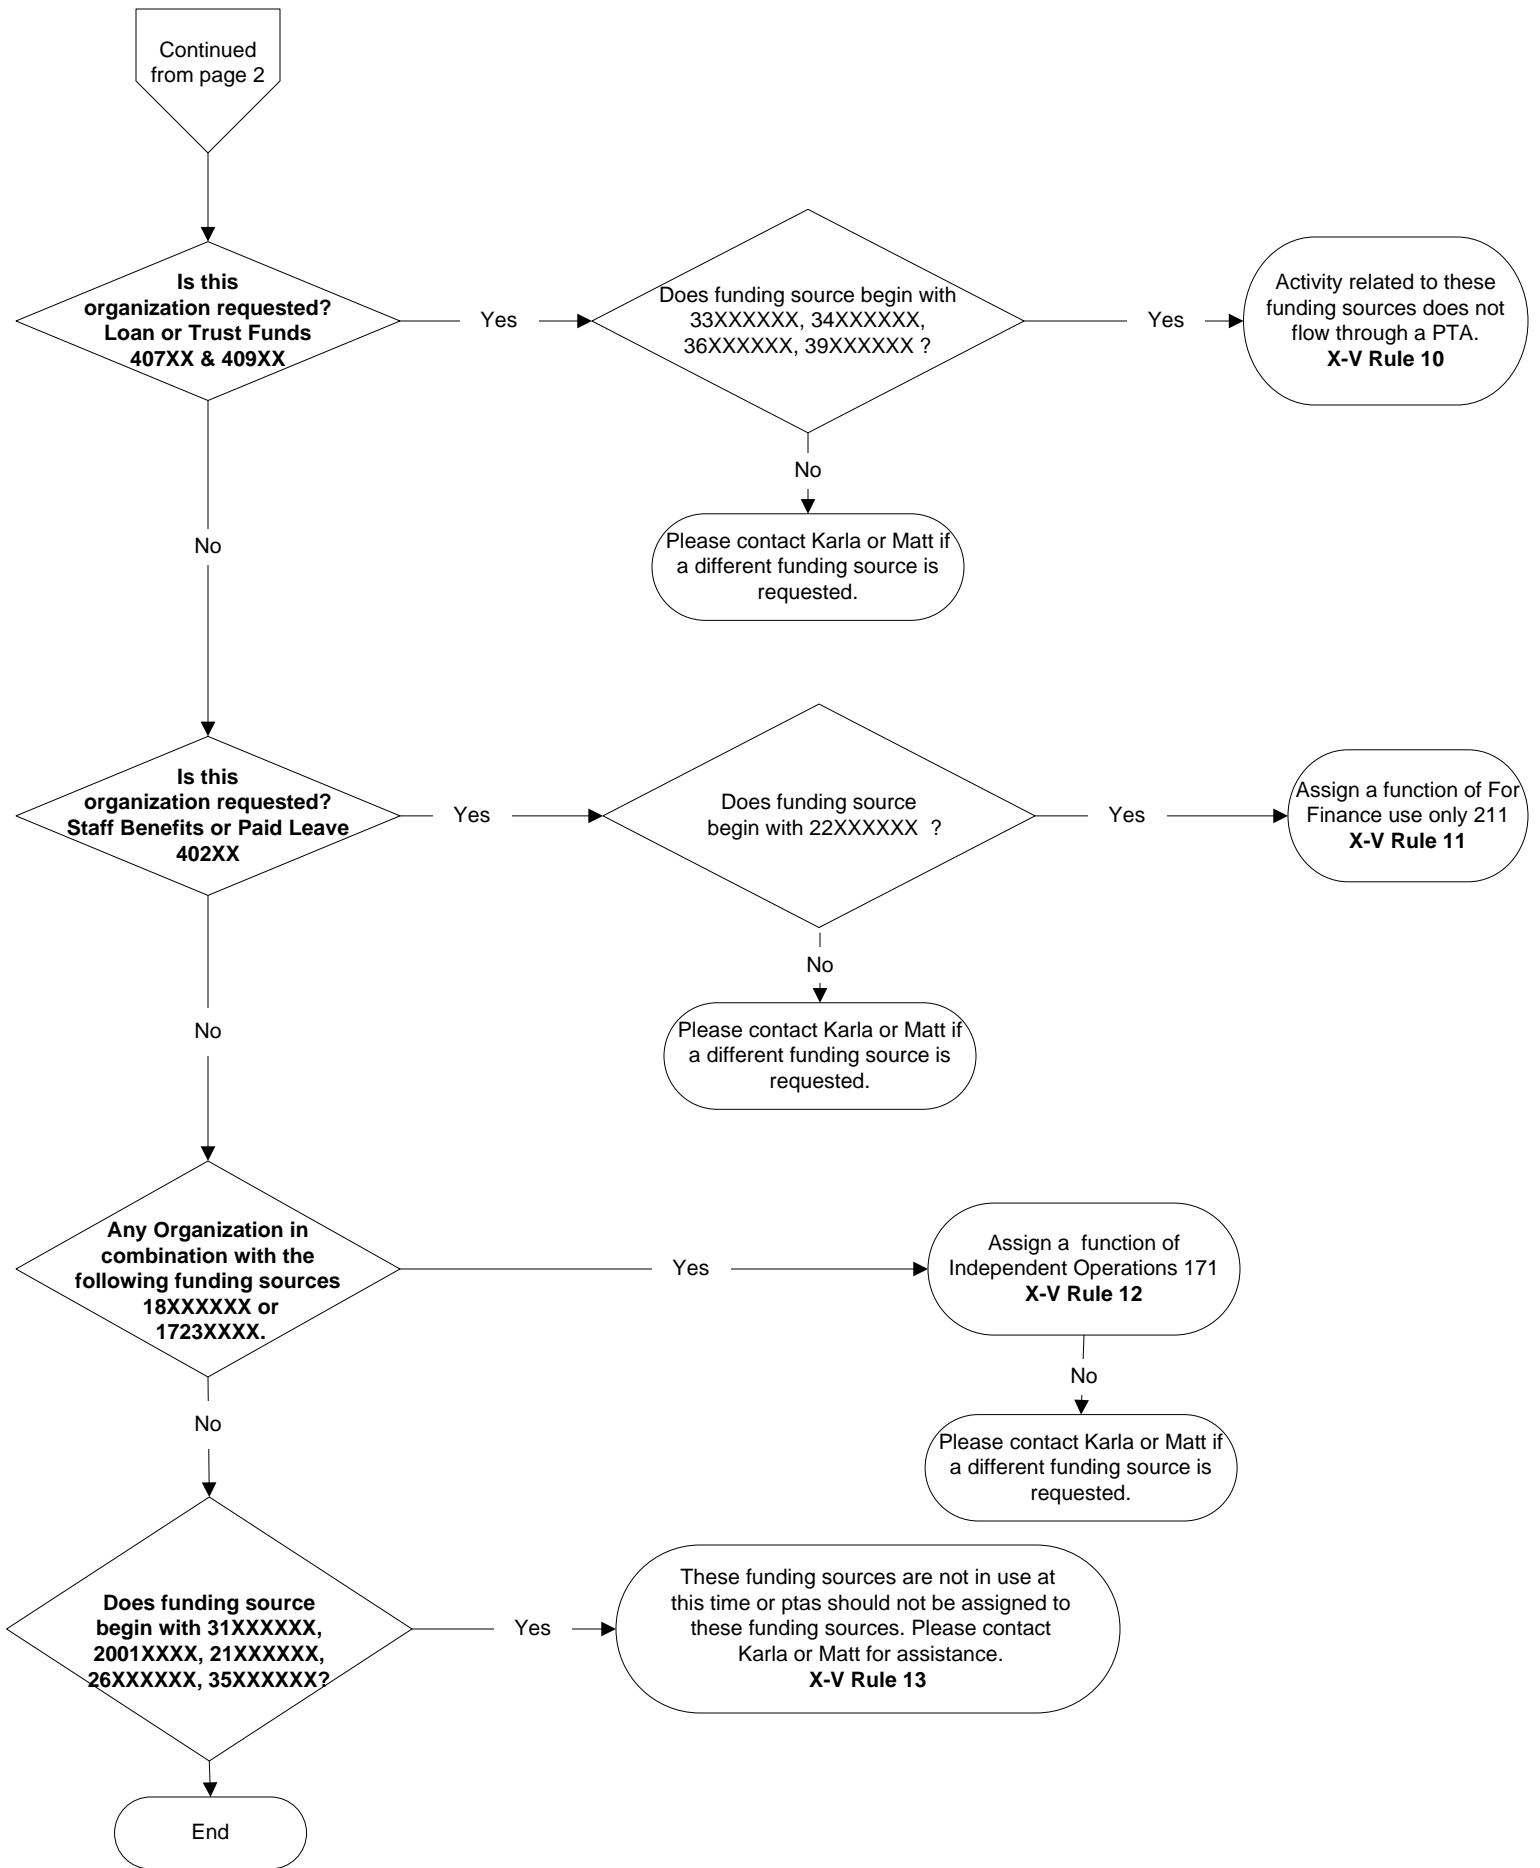 Continued
from page 2
Is this
organization requested?
Loan or Trust Funds
407XX & 409XX
Yes
Does funding source begin with
33XXXXXX, 34XXXXXX,
36XXXXXX, 39XXXXXX ?
Yes
Activity related to these
funding sources does not
flow through a PTA.
X-V Rule 10
No
Please contact Karla or Matt if
a different funding source is
requested.
No
Is this
organization requested?
Staff Benefits or Paid Leave
402XX
Yes
Does funding source
begin with 22XXXXXX ?
Yes
Assign a function of For
Finance use only 211
X-V Rule 11
No
Please contact Karla or Matt if
a different funding source is
requested.
No
Any Organization in
combination with the
following funding sources
18XXXXXX or
1723XXXX.
Yes
Assign a function of
Independent Operations 171
X-V Rule 12
No
Please contact Karla or Matt if
a different funding source is
requested.
No
Does funding source
begin with 31XXXXXX,
2001XXXX, 21XXXXXX,
26XXXXXX, 35XXXXXX?
Yes
These funding sources are not in use at
this time or ptas should not be assigned to
these funding sources. Please contact
Karla or Matt for assistance.
X-V Rule 13
End